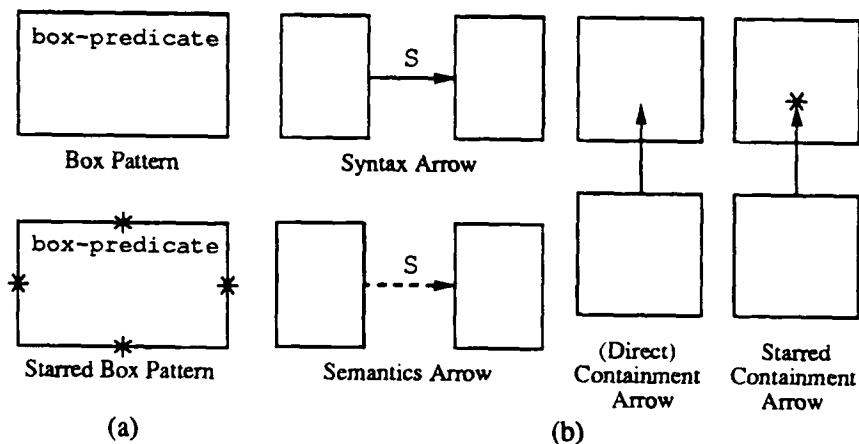 box-predicate
Box Pattern
S
Syntax Arrow
box-predicate
Starred Box Pattern
S
Semantics Arrow
(Direct)
Containment
Arrow
Starred
Containment
Arrow
(a)
(b)